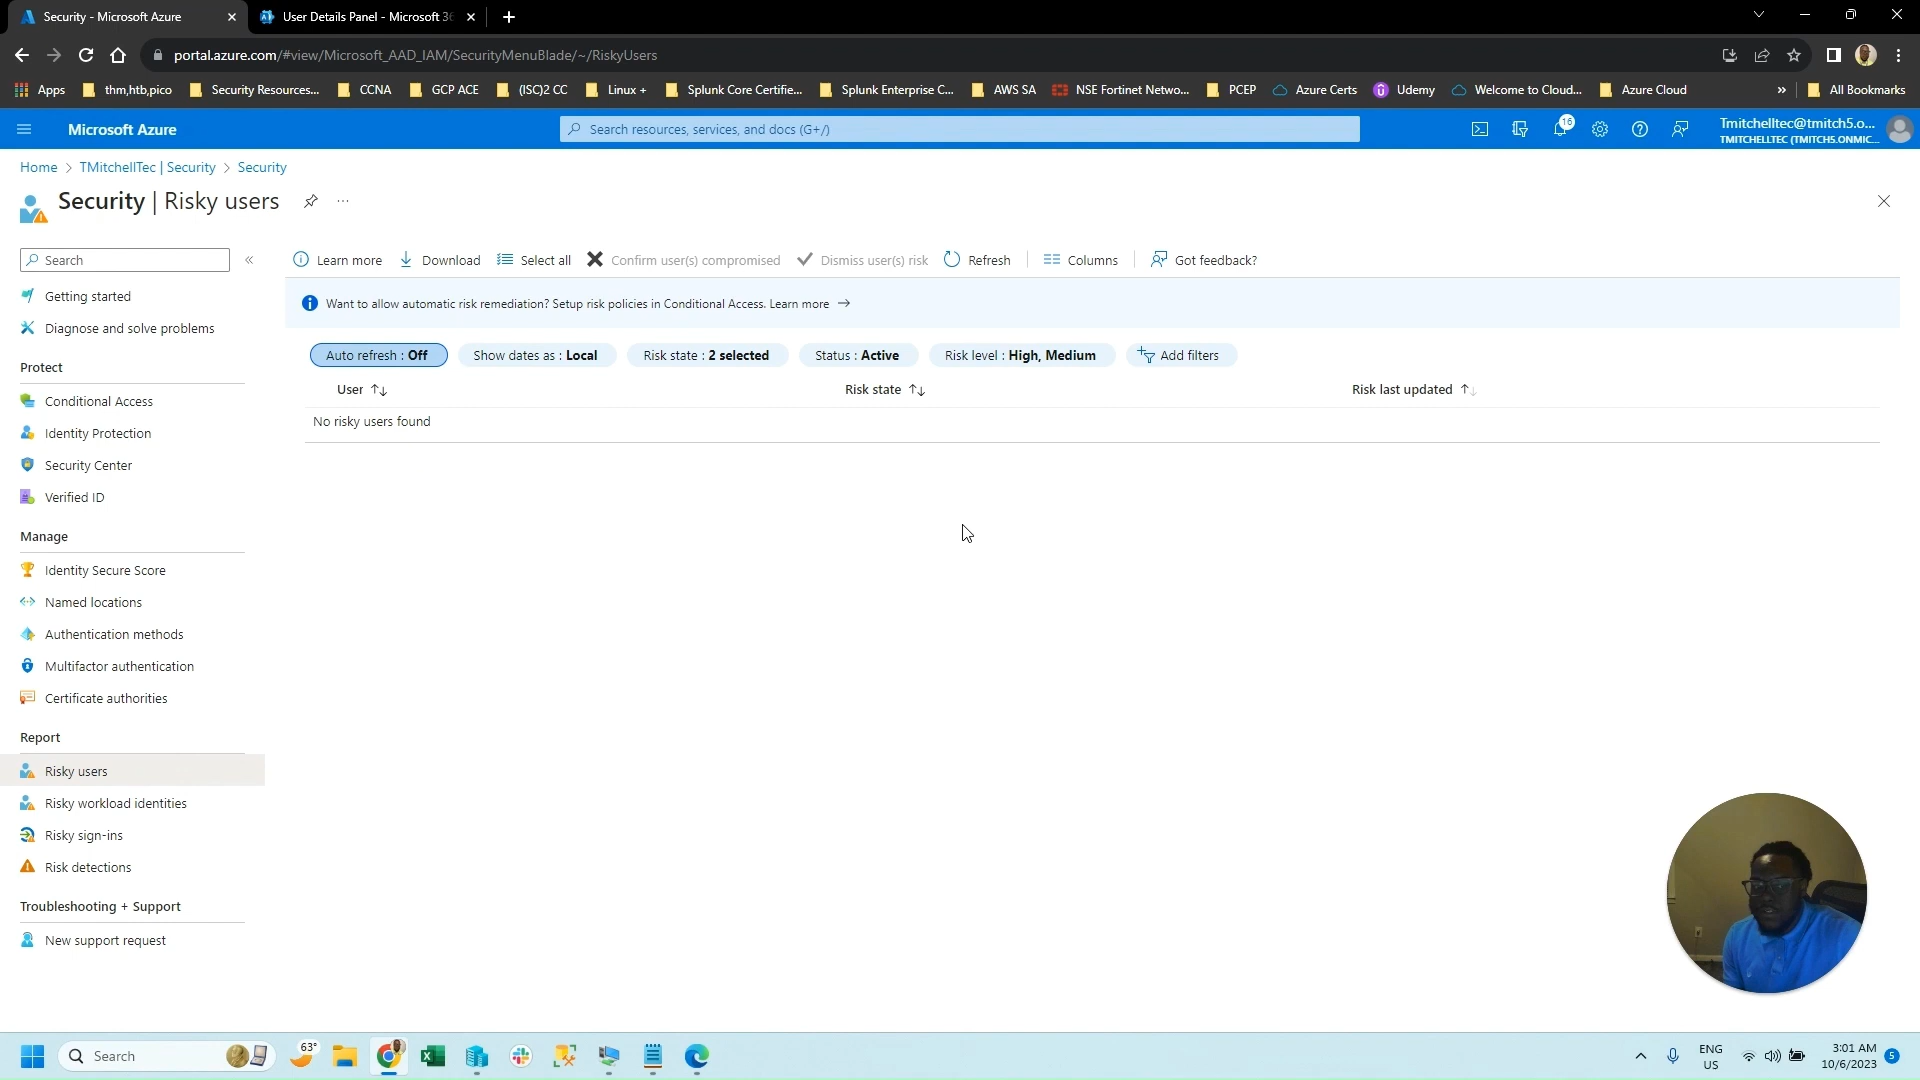 Security - Microsoft Azure
User Details Panel - Microsoft 36
portal.azure.com/#view/Microsoft_AAD_IAM/SecurityMenuBlade/~/RiskyUsers
Apps
thm,htb,pico
Security Resources...
CCNA
GCP ACE
(ISC)2 CC
Linux +
Splunk Core Certifie...
Splunk Enterprise C...
AWS SA
NSE Fortinet Netwo...
PCEP
Azure Certs
Udemy
Welcome to Cloud...
Azure Cloud
»
All Bookmarks
Microsoft Azure
Search resources, services, and docs (G+/)
16
Tmitchelltec@tmitch5.o...
TMITCHELLTEC (TMITCH5.ONMIC...
Home > TMitchellTec | Security > Security
Security | Risky users
...
Search
«
Learn more
Download
Select all
Confirm user(s) compromised
Dismiss user(s) risk
Refresh
Columns
Got feedback?
Want to allow automatic risk remediation? Setup risk policies in Conditional Access. Learn more →
Auto refresh : Off
Show dates as : Local
Risk state : 2 selected
Status : Active
Risk level : High, Medium
Add filters
User ↑↓
Risk state ↑↓
Risk last updated ↑↓
No risky users found
Getting started
Diagnose and solve problems
Protect
Conditional Access
Identity Protection
Security Center
Verified ID
Manage
Identity Secure Score
Named locations
Authentication methods
Multifactor authentication
Certificate authorities
Report
Risky users
Risky workload identities
Risky sign-ins
Risk detections
Troubleshooting + Support
New support request
Search
63°
ENG
US
3:01 AM
10/6/2023
5